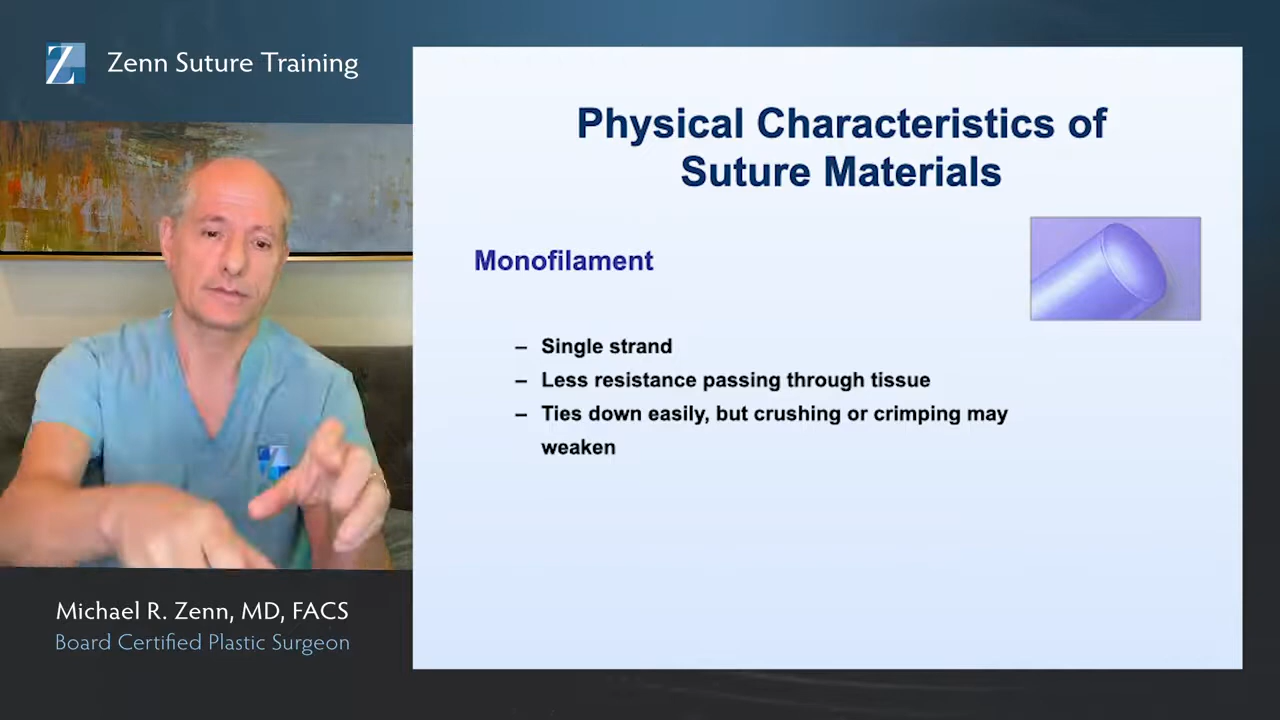 Zenn Suture Training
Physical Characteristics of
Suture Materials
Monofilament
– Single strand
– Less resistance passing through tissue
– Ties down easily, but crushing or crimping may
weaken
Michael R. Zenn, MD, FACS
Board Certified Plastic Surgeon